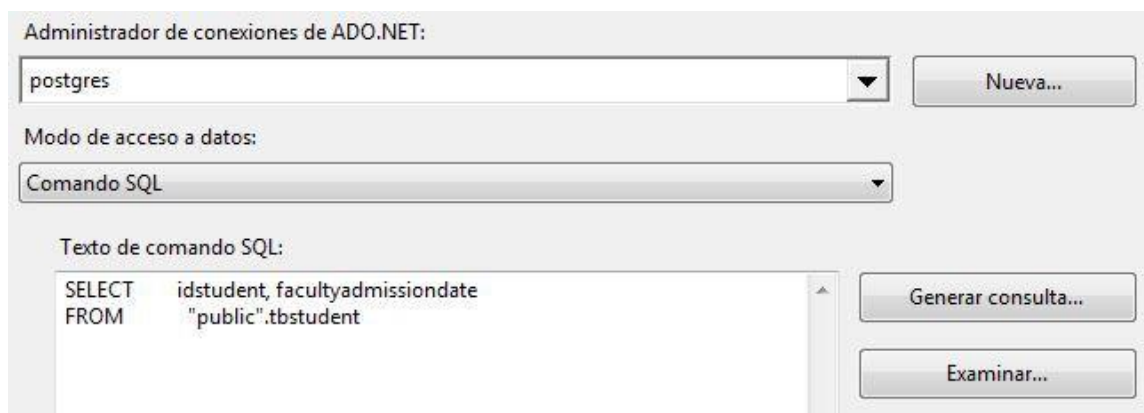 Administrador de conexiones de ADO.NET:
postgres
Nueva...
Modo de acceso a datos:
Comando SQL
Texto de comando SQL:
SELECT idstudent, facultyadmissiondate
FROM "public".tbstudent
Generar consulta...
Examinar...